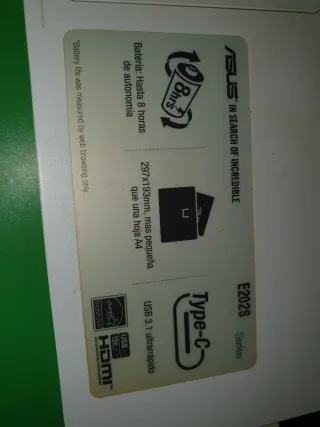 ASUS IN SEARCH OF INCREDIBLE
E202S Series
8hrs
Batería: Hasta 8 horas
de autonomía
297x193mm, mas pequeña
que una hoja A4
Type-C
USB 3.1 ultrarrápido
HDMI
*Battery life was measured by web browsing only.